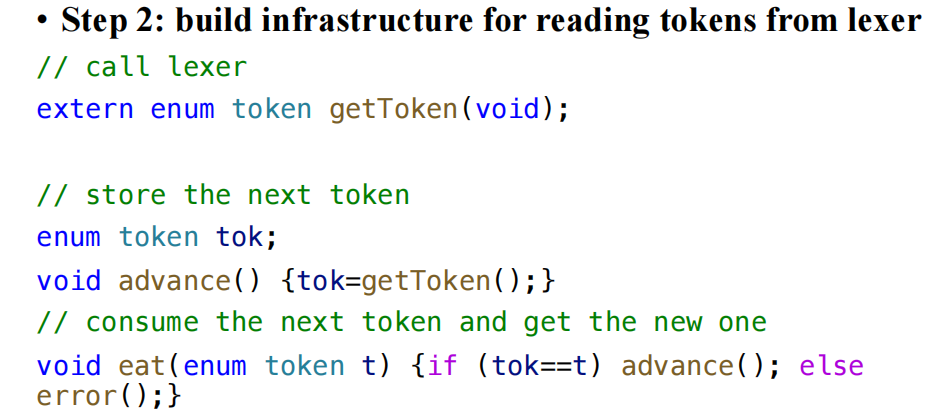 • Step 2: build infrastructure for reading tokens from lexer
// call lexer
extern enum token getToken(void);
// store the next token
enum token tok;
void advance() {tok=getToken();}
// consume the next token and get the new one
void eat(enum token t) {if (tok==t) advance(); else
error();}